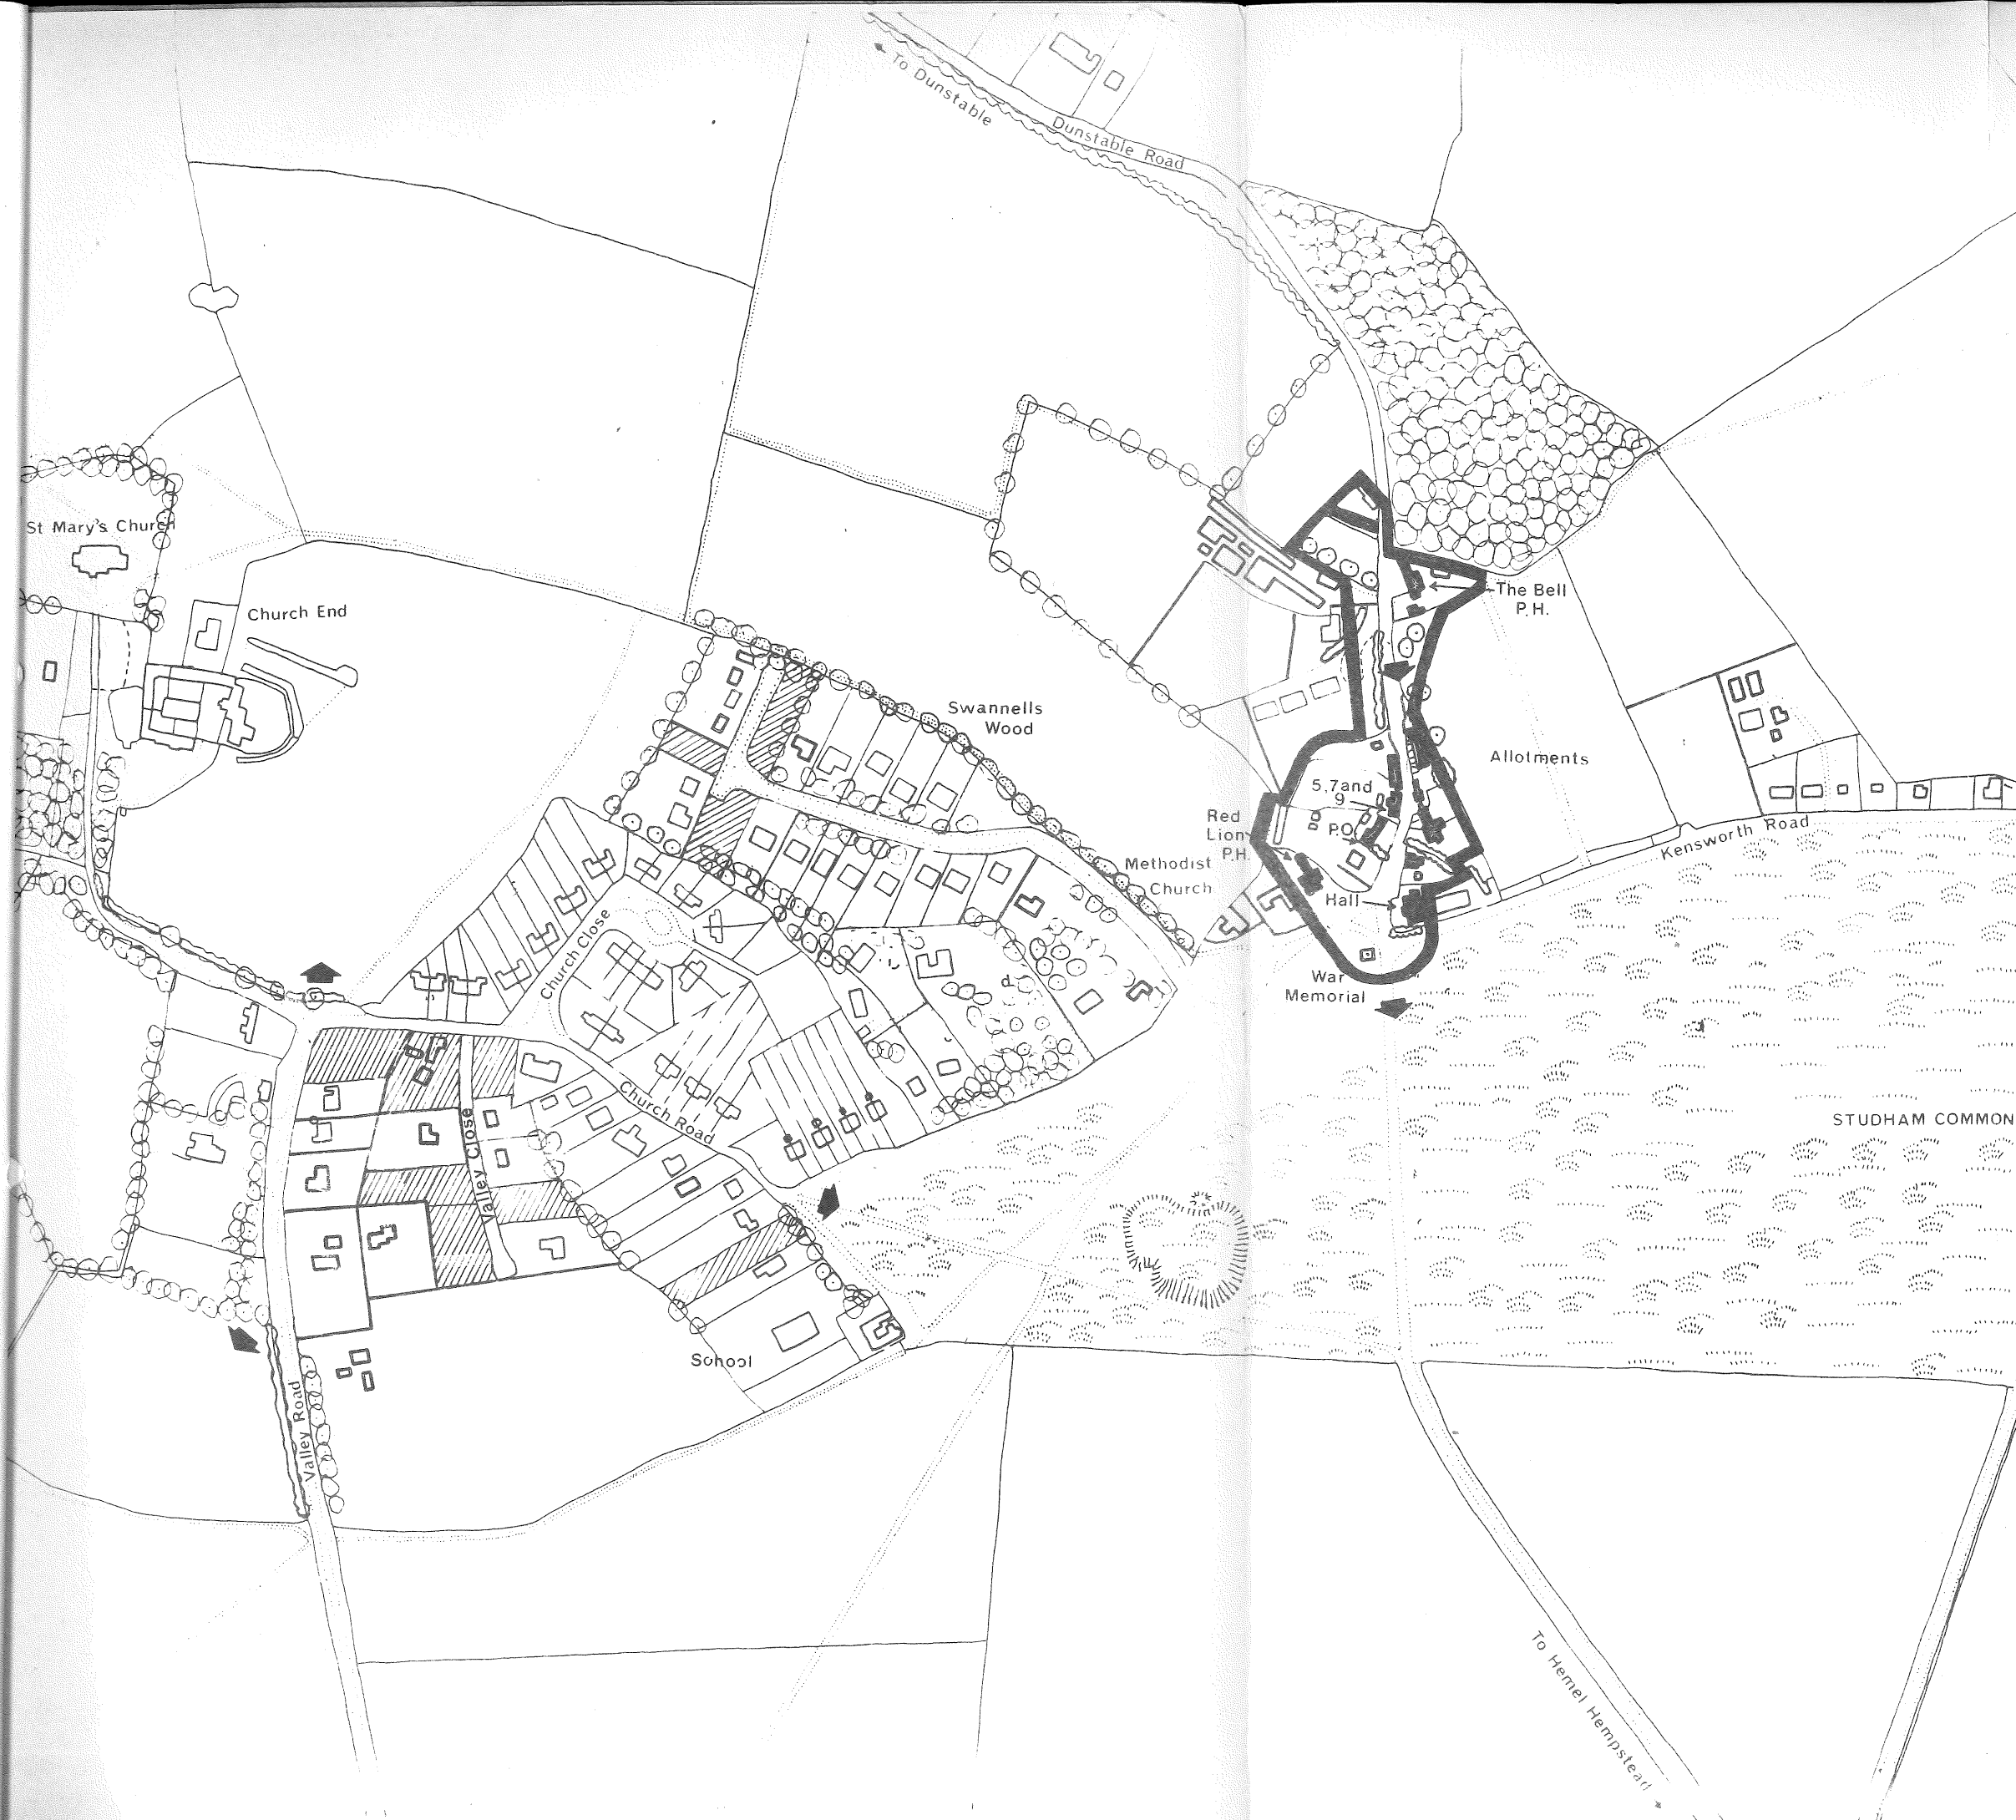 To Dunstable
Dunstable Road
St Mary's Church
Church End
The Bell
P.H.
Swannells
Wood
Allotments
5,7and
9
P.O.
Red
Lion
P.H.
Kensworth Road
Methodist
Church
Hall
Church Close
War
Memorial
Church Road
Valley Close
STUDHAM COMMON
School
Valley Road
To Hemel Hempstead